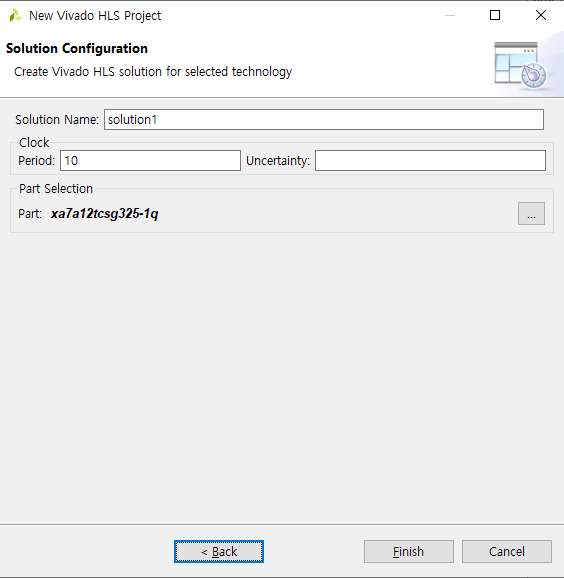 New Vivado HLS Project
Solution Configuration
Create Vivado HLS solution for selected technology
Solution Name: solution1
Clock
Period: 10 Uncertainty:
Part Selection
Part: xa7a12tcsg325-1q ...
< Back Finish Cancel